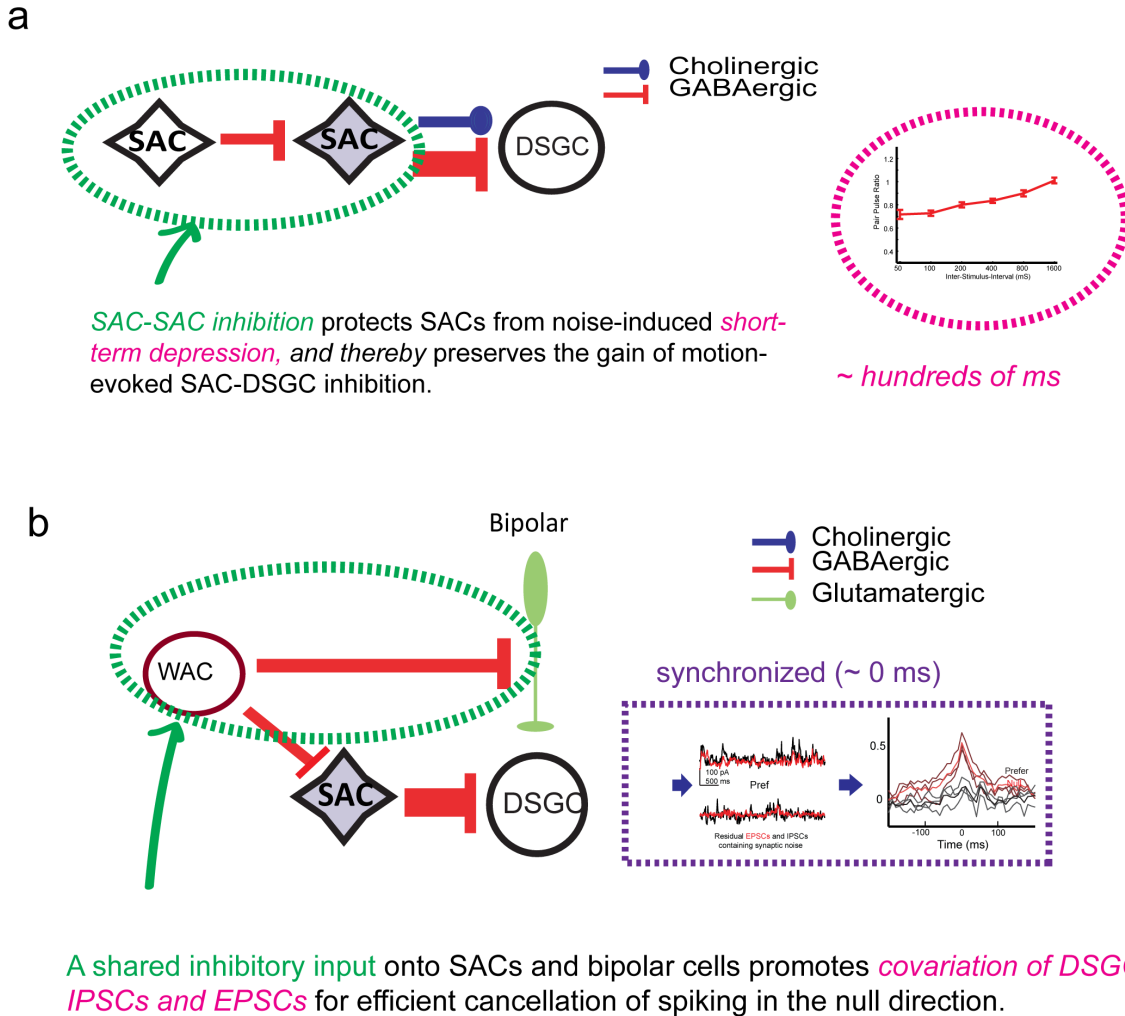 a
Cholinergic
GABAergic
SAC
SAC
DSGC
Pair Pulse Ratio
1.2
1
0.8
0.6
0.4
50 100 200 400 800 1600
Inter-Stimulus-Interval (mS)
SAC-SAC inhibition protects SACs from noise-induced short-
term depression, and thereby preserves the gain of motion-
evoked SAC-DSGC inhibition.
~ hundreds of ms
b
Bipolar
Cholinergic
GABAergic
Glutamatergic
WAC
SAC
DSGC
synchronized (~ 0 ms)
100 pA
500 ms
Pref
Residual EPSCs and IPSCs
containing synaptic noise
0.5
0
Prefer
-100 0 100
Time (ms)
A shared inhibitory input onto SACs and bipolar cells promotes covariation of DSG
IPSCs and EPSCs for efficient cancellation of spiking in the null direction.